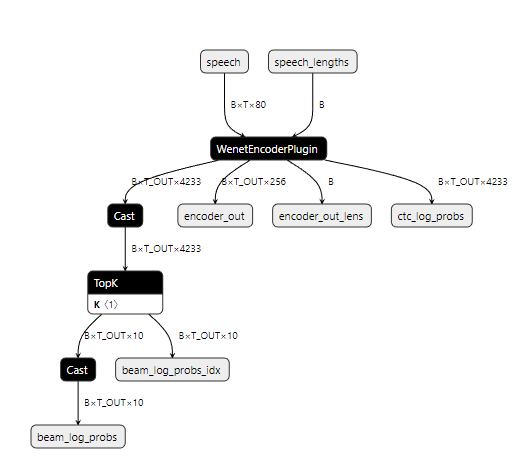 speech
speech_lengths
B×T×80
B
WenetEncoderPlugin
B×T_OUT×4233
B×T_OUT×256
B
B×T_OUT×4233
Cast
encoder_out
encoder_out_lens
ctc_log_probs
B×T_OUT×4233
TopK
K 〈1〉
B×T_OUT×10
B×T_OUT×10
Cast
beam_log_probs_idx
B×T_OUT×10
beam_log_probs